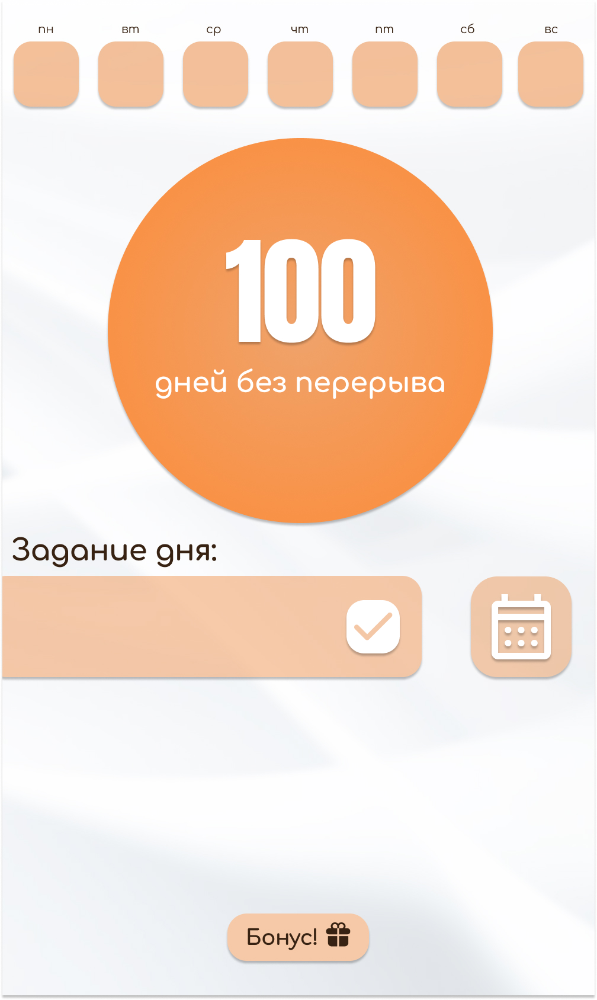 пн вт ср чт пт сб вс
100
дней без перерыва
Задание дня:
Бонус!